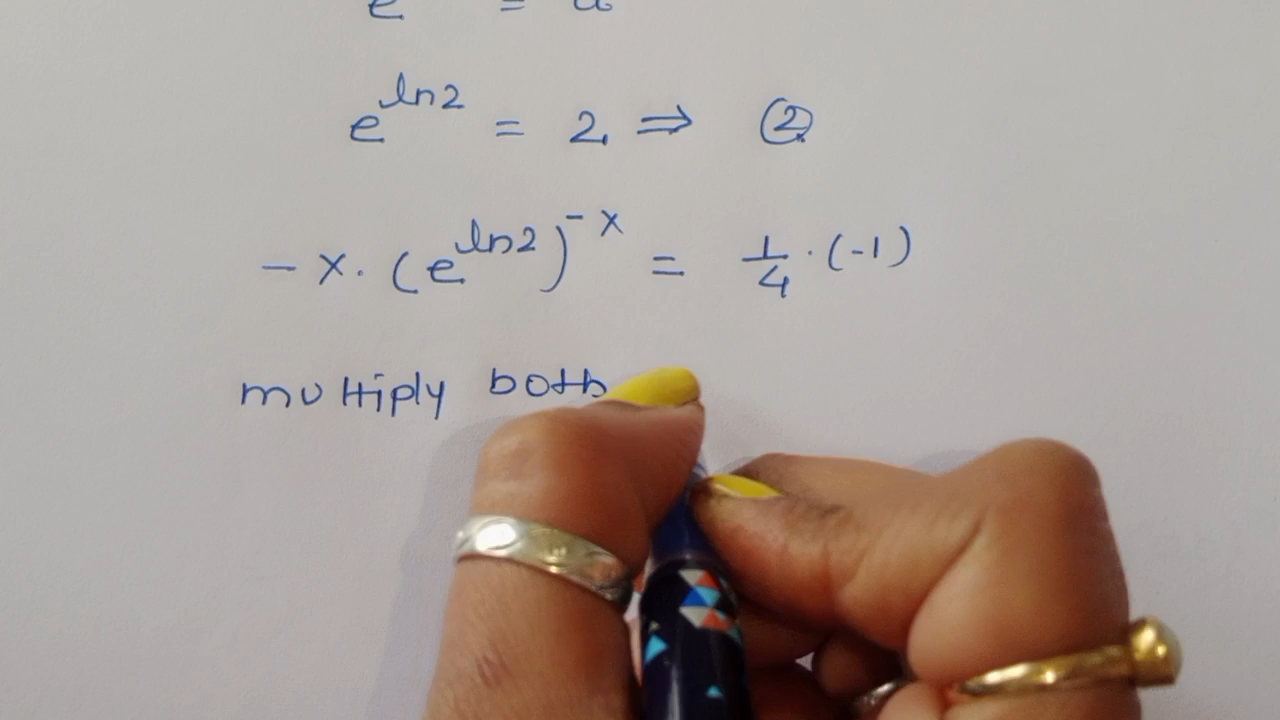 e = a
e^ln2 = 2 ⇒ ②
- x. (e^ln2)^-x = 1/4 . (-1)
multiply both